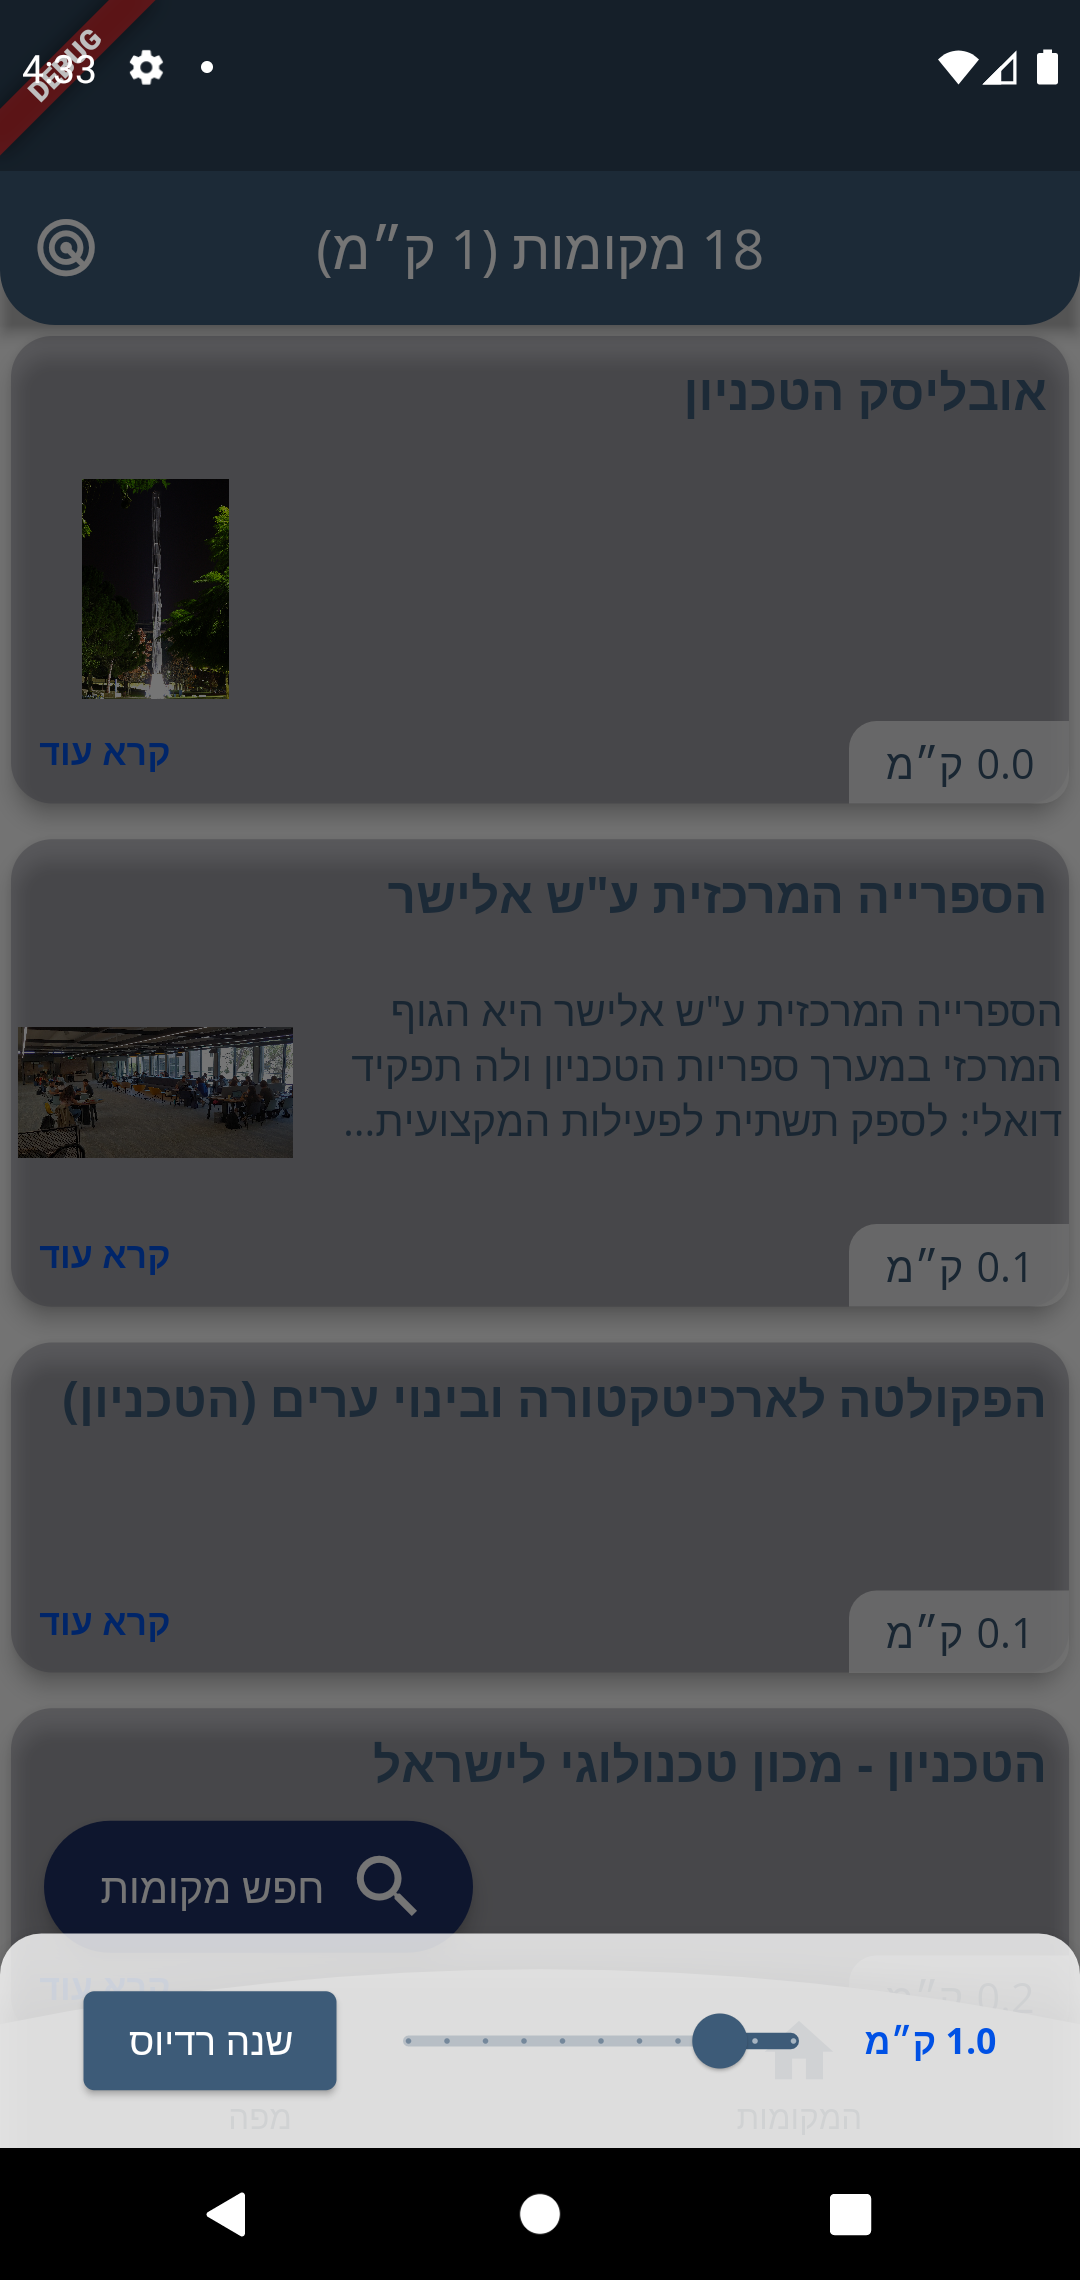 4:33
DEBUG
18 מקומות (1 ק״מ)
אובליסק הטכניון
קרא עוד
0.0 ק״מ
הספרייה המרכזית ע"ש אלישר
הספרייה המרכזית ע"ש אלישר היא הגוף
המרכזי במערך ספריות הטכניון ולה תפקיד
דואלי: לספק תשתית לפעילות המקצועית...
קרא עוד
0.1 ק״מ
הפקולטה לארכיטקטורה ובינוי ערים (הטכניון)
קרא עוד
0.1 ק״מ
הטכניון - מכון טכנולוגי לישראל
חפש מקומות
קרא עוד
0.2 ק״מ
1.0 ק״מ
שנה רדיוס
המקומות
מפה